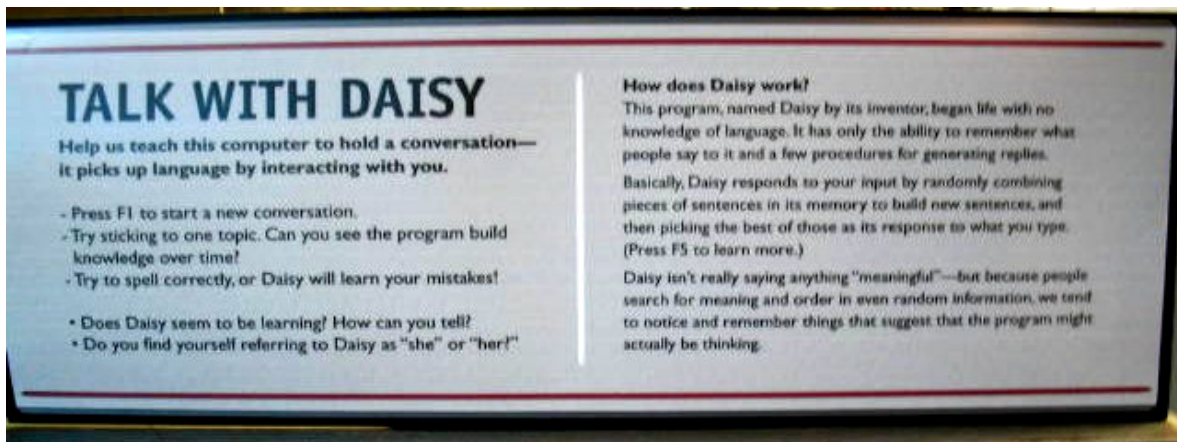 TALK WITH DAISY
Help us teach this computer to hold a conversation—
it picks up language by interacting with you.
- Press F1 to start a new conversation.
- Try sticking to one topic. Can you see the program build
knowledge over time?
- Try to spell correctly, or Daisy will learn your mistakes!
• Does Daisy seem to be learning? How can you tell?
• Do you find yourself referring to Daisy as "she" or "her?"
How does Daisy work?
This program, named Daisy by its inventor, began life with no
knowledge of language. It has only the ability to remember what
people say to it and a few procedures for generating replies.
Basically, Daisy responds to your input by randomly combining
pieces of sentences in its memory to build new sentences, and
then picking the best of those as its response to what you type.
(Press F5 to learn more.)
Daisy isn't really saying anything "meaningful"—but because people
search for meaning and order in even random information, we tend
to notice and remember things that suggest that the program might
actually be thinking.